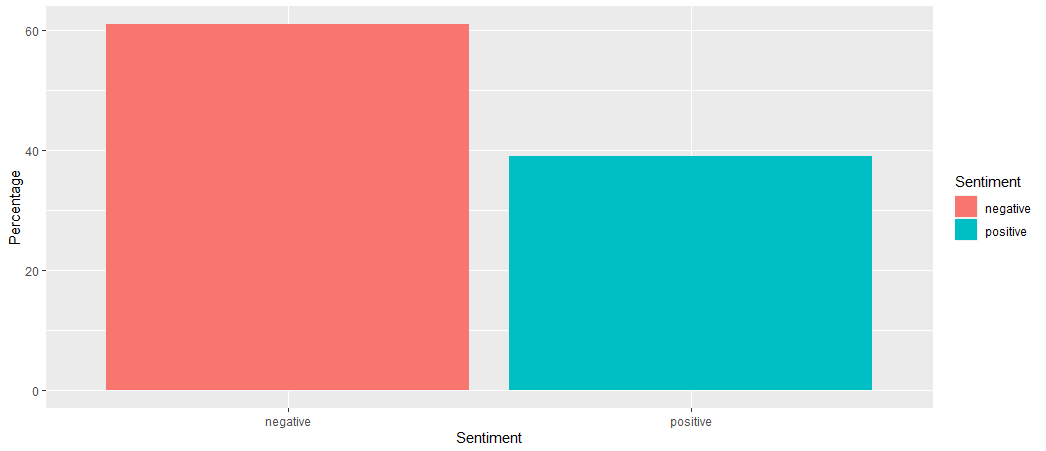 60
40
20
0
Percentage
negative
positive
Sentiment
Sentiment
negative
positive